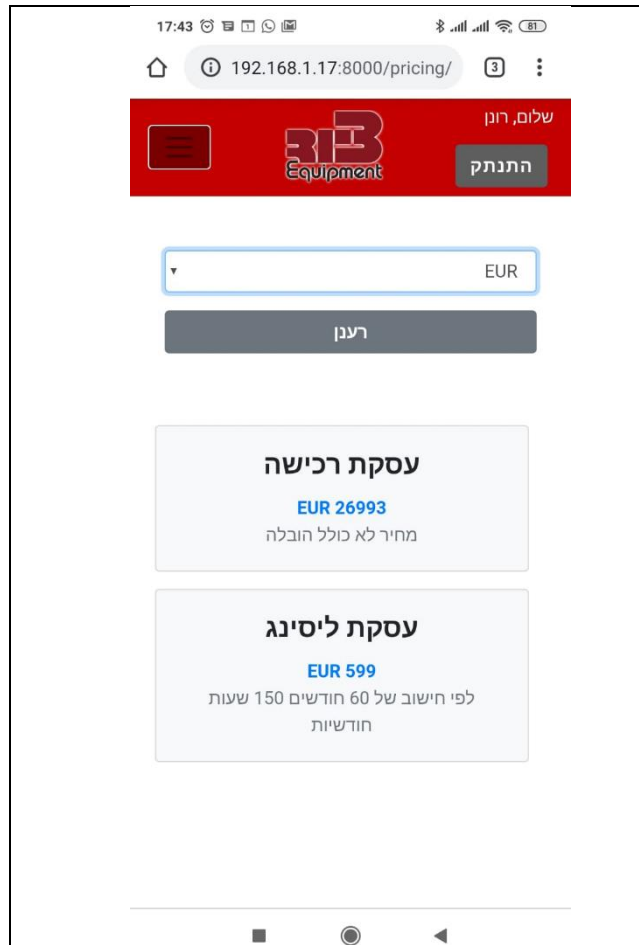 17:43
81
192.168.1.17:8000/pricing/
3
שלום, רונן
Equipment
התנתק
EUR
רענן
עסקת רכישה
EUR 26993
מחיר לא כולל הובלה
עסקת ליסינג
EUR 599
לפי חישוב של 60 חודשים 150 שעות
חודשיות